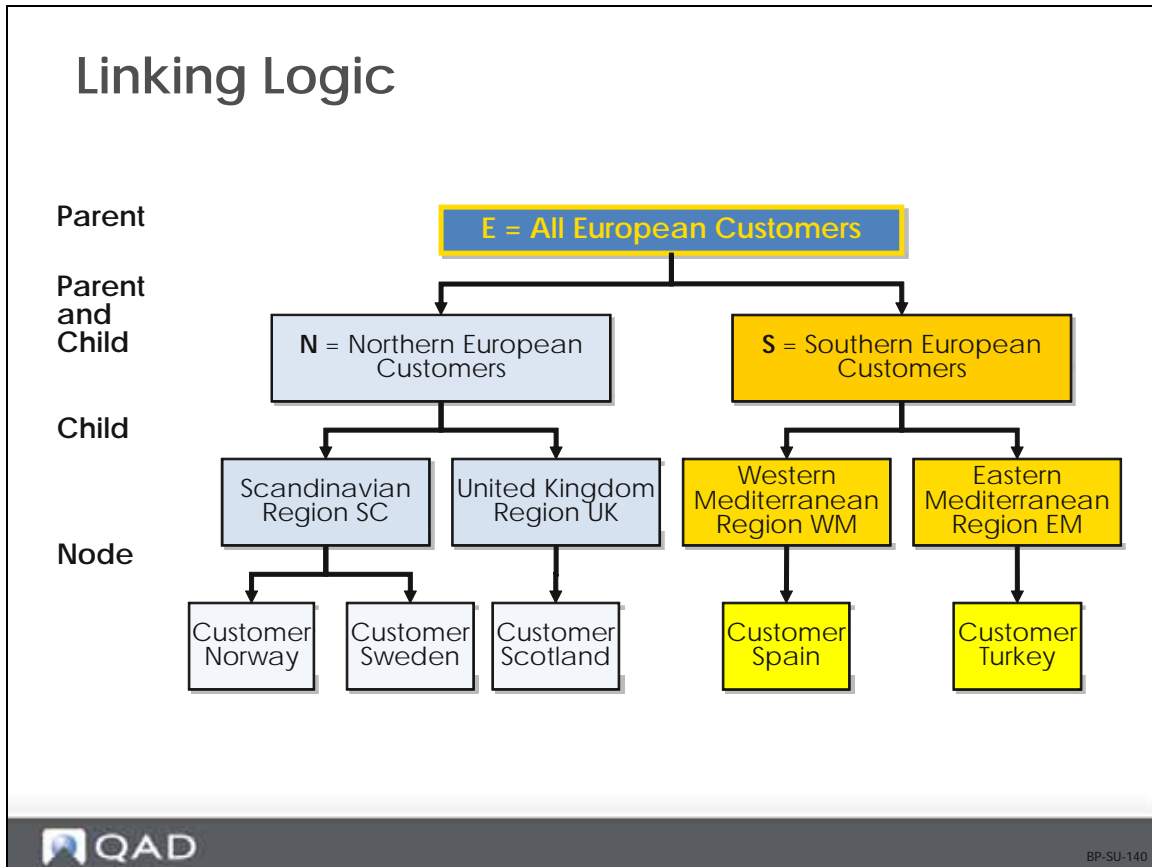 Linking Logic
Parent
E = All European Customers
Parent
and
Child
N = Northern European
Customers
S = Southern European
Customers
Child
Scandinavian
Region SC
United Kingdom
Region UK
Western
Mediterranean
Region WM
Eastern
Mediterranean
Region EM
Node
Customer
Norway
Customer
Sweden
Customer
Scotland
Customer
Spain
Customer
Turkey
QAD
BP-SU-140